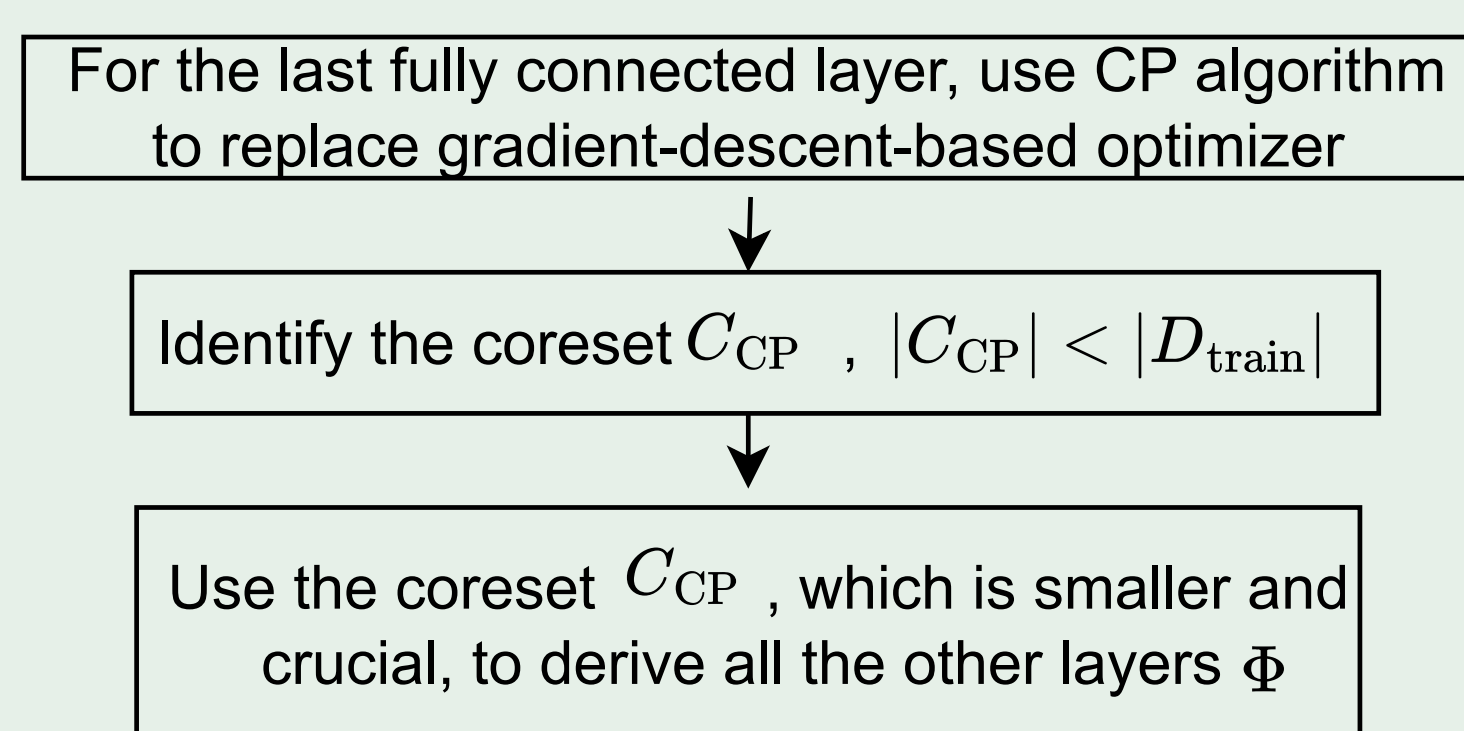 For the last fully connected layer, use CP algorithm
to replace gradient-descent-based optimizer
Identify the coreset C_CP , |C_CP| < |D_train|
Use the coreset C_CP , which is smaller and
crucial, to derive all the other layers Φ